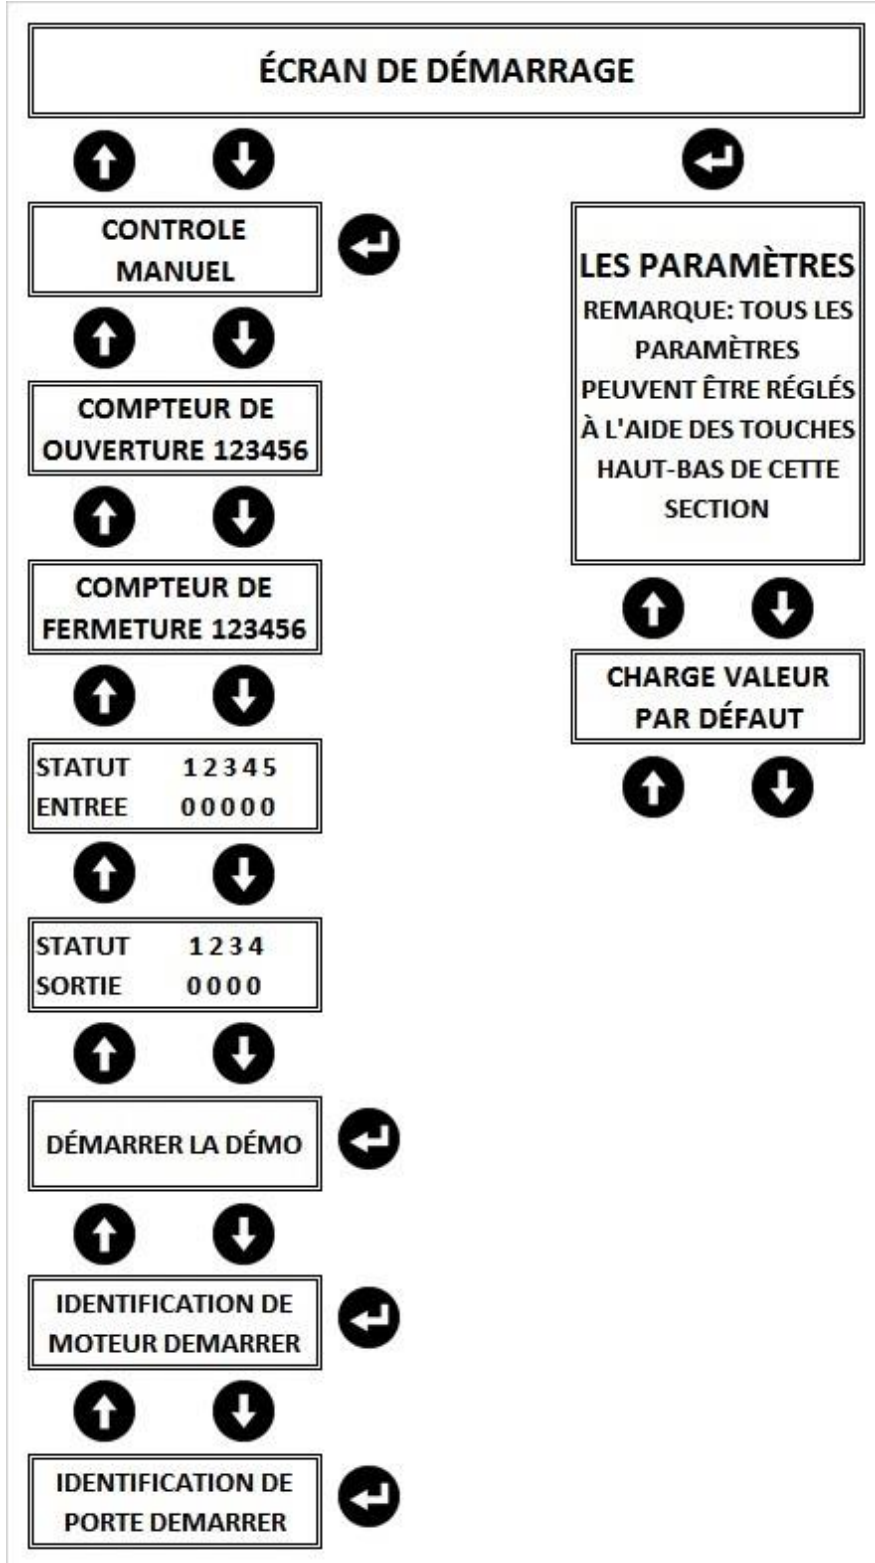 ÉCRAN DE DÉMARRAGE
CONTROLE
MANUEL
COMPTEUR DE
OUVERTURE 123456
COMPTEUR DE
FERMETURE 123456
STATUT 1 2 3 4 5
ENTREE 0 0 0 0 0
STATUT 1 2 3 4
SORTIE 0 0 0 0
DÉMARRER LA DÉMO
IDENTIFICATION DE
MOTEUR DEMARRER
IDENTIFICATION DE
PORTE DEMARRER
LES PARAMÈTRES
REMARQUE: TOUS LES
PARAMÈTRES
PEUVENT ÊTRE RÉGLÉS
À L'AIDE DES TOUCHES
HAUT-BAS DE CETTE
SECTION
CHARGE VALEUR
PAR DÉFAUT